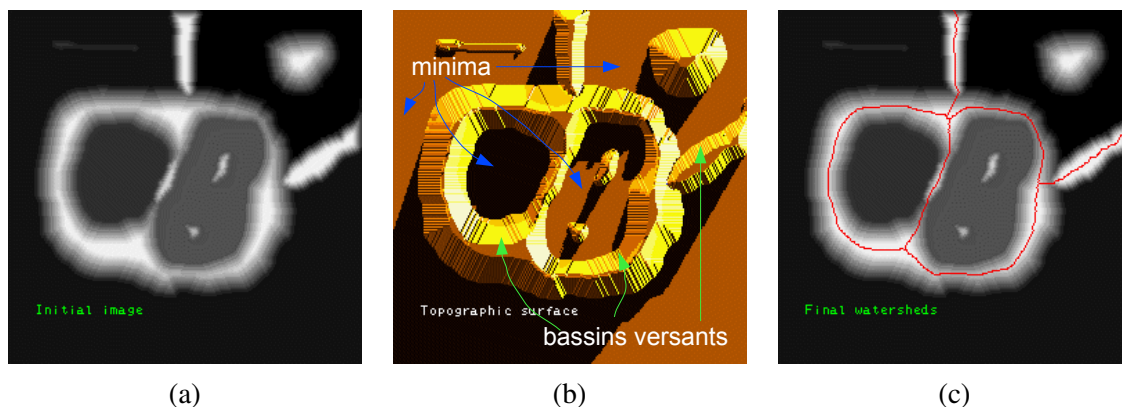 minima
Initial image
Topographic surface
bassins versants
Final watersheds
(a)
(b)
(c)